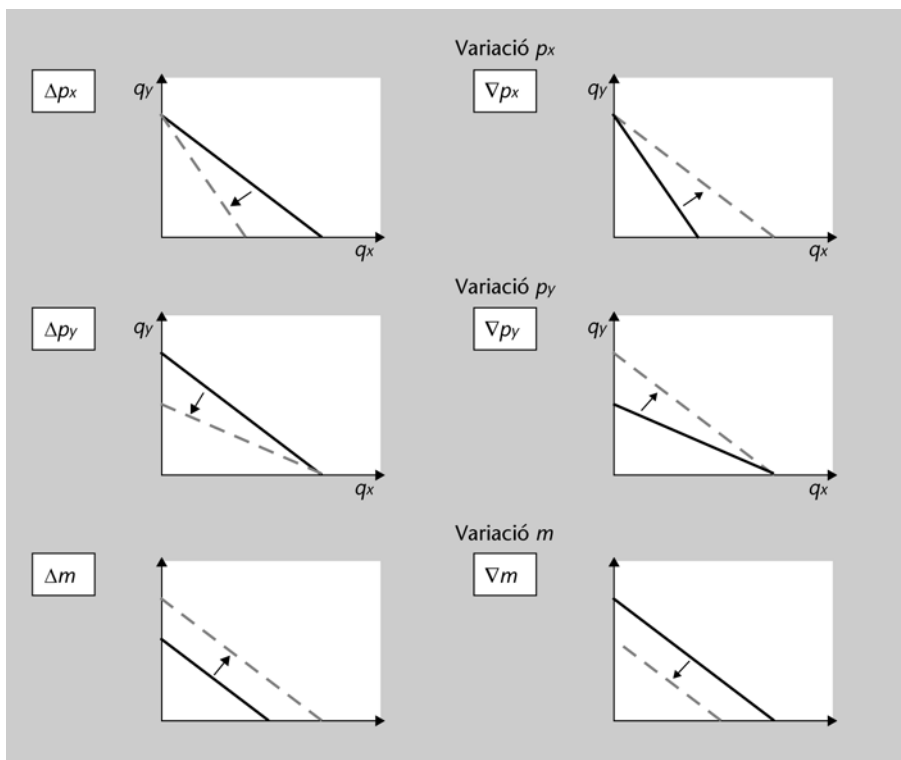 Variació px
Δpx
qy
qx
∇px
qy
qx
Variació py
Δpy
qy
qx
∇py
qy
qx
Variació m
Δm
∇m